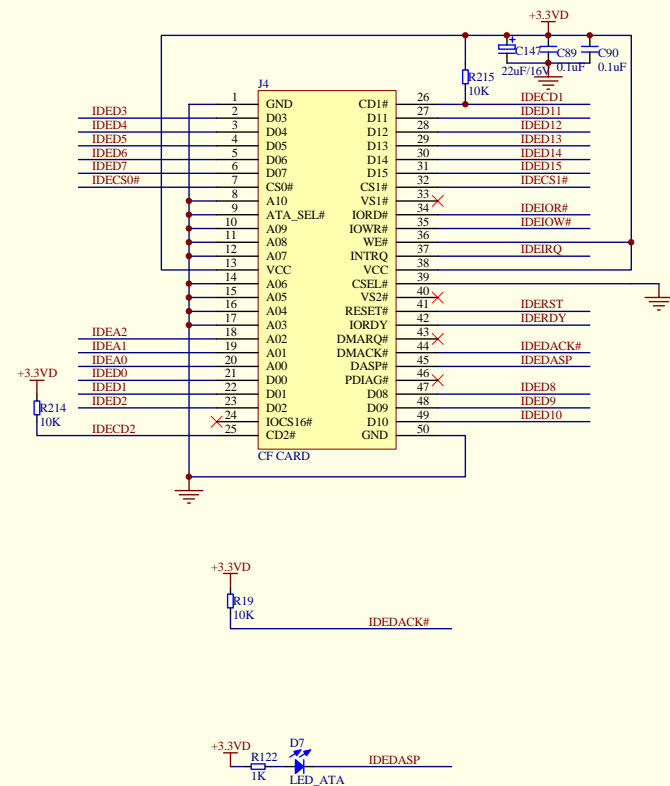 +3.3VD
C147
C89
C90
22uF/16V
0.1uF
0.1uF
R215
10K
J4
1 GND CD1# 26 IDECD1
IDED3 2 D03 D11 27 IDED11
IDED4 3 D04 D12 28 IDED12
IDED5 4 D05 D13 29 IDED13
IDED6 5 D06 D14 30 IDED14
IDED7 6 D07 D15 31 IDED15
IDECS0# 7 CS0# CS1# 32 IDECS1#
8 A10 VS1# 33
9 ATA_SEL# IORD# 34 IDEIOR#
10 A09 IOWR# 35 IDEIOW#
11 A08 WE# 36
12 A07 INTRQ 37 IDEIRQ
13 VCC VCC 38
14 A06 CSEL# 39
15 A05 VS2# 40
16 A04 RESET# 41 IDERST
17 A03 IORDY 42 IDERDY
IDEA2 18 A02 DMARQ# 43
IDEA1 19 A01 DMACK# 44 IDEDACK#
IDEA0 20 A00 DASP# 45 IDEDASP
IDED0 21 D00 PDIAG# 46
IDED1 22 D01 D08 47 IDED8
IDED2 23 D02 D09 48 IDED9
24 IOCS16# D10 49 IDED10
IDECD2 25 CD2# GND 50
CF CARD
+3.3VD
R214
10K
+3.3VD
R19
10K
IDEDACK#
+3.3VD
R122
1K
D7
LED_ATA
IDEDASP